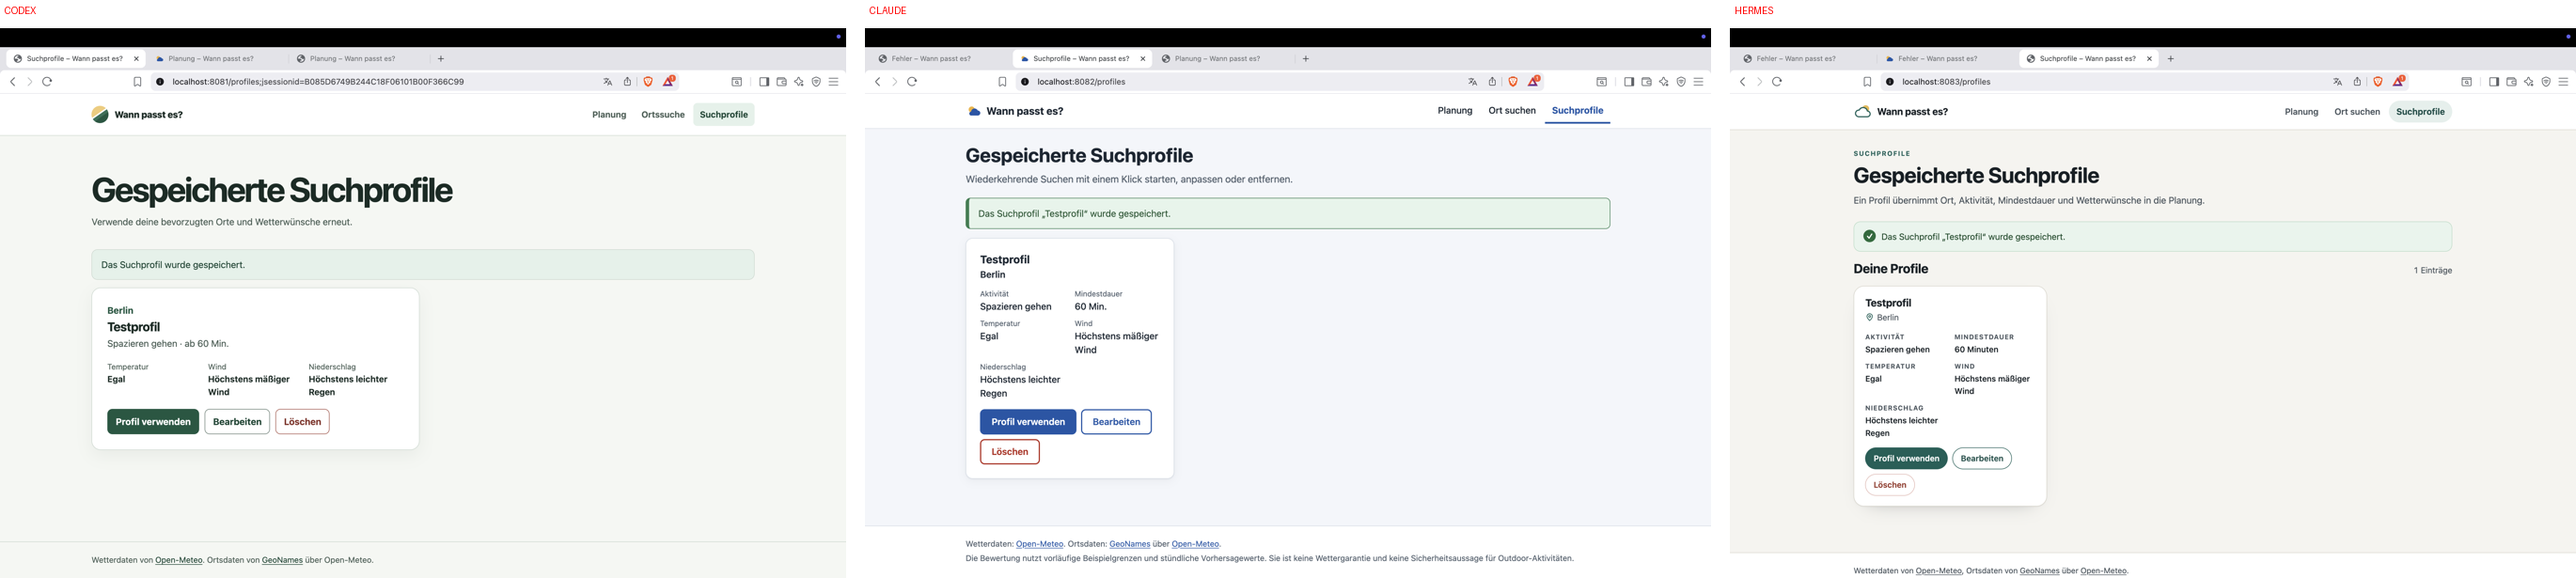 CODEX
Suchprofile – Wann passt es?
Planung – Wann passt es?
Planung – Wann passt es?
localhost:8081/profiles;jsessionid=B085D6749B244C18F06101B00F366C99
Wann passt es?
Planung
Ortssuche
Suchprofile
Gespeicherte Suchprofile
Verwende deine bevorzugten Orte und Wetterwünsche erneut.
Das Suchprofil wurde gespeichert.
Berlin
Testprofil
Spazieren gehen · ab 60 Min.
Temperatur
Egal
Wind
Höchstens mäßiger
Wind
Niederschlag
Höchstens leichter
Regen
Profil verwenden
Bearbeiten
Löschen
Wetterdaten von Open-Meteo. Ortsdaten von GeoNames über Open-Meteo.
CLAUDE
Fehler – Wann passt es?
Suchprofile – Wann passt es?
Planung – Wann passt es?
localhost:8082/profiles
Wann passt es?
Planung
Ort suchen
Suchprofile
Gespeicherte Suchprofile
Wiederkehrende Suchen mit einem Klick starten, anpassen oder entfernen.
Das Suchprofil „Testprofil“ wurde gespeichert.
Testprofil
Berlin
Aktivität
Spazieren gehen
Mindestdauer
60 Min.
Temperatur
Egal
Wind
Höchstens mäßiger
Wind
Niederschlag
Höchstens leichter
Regen
Profil verwenden
Bearbeiten
Löschen
Wetterdaten: Open-Meteo. Ortsdaten: GeoNames über Open-Meteo.
Die Bewertung nutzt vorläufige Beispielgrenzen und stündliche Vorhersagewerte. Sie ist keine Wettergarantie und keine Sicherheitsaussage für Outdoor-Aktivitäten.
HERMES
Fehler – Wann passt es?
Fehler – Wann passt es?
Suchprofile – Wann passt es?
localhost:8083/profiles
Wann passt es?
Planung
Ort suchen
Suchprofile
SUCHPROFILE
Gespeicherte Suchprofile
Ein Profil übernimmt Ort, Aktivität, Mindestdauer und Wetterwünsche in die Planung.
Das Suchprofil „Testprofil“ wurde gespeichert.
Deine Profile
1 Einträge
Testprofil
Berlin
AKTIVITÄT
Spazieren gehen
MINDESTDAUER
60 Minuten
TEMPERATUR
Egal
WIND
Höchstens mäßiger
Wind
NIEDERSCHLAG
Höchstens leichter
Regen
Profil verwenden
Bearbeiten
Löschen
Wetterdaten von Open-Meteo, Ortsdaten von GeoNames über Open-Meteo.